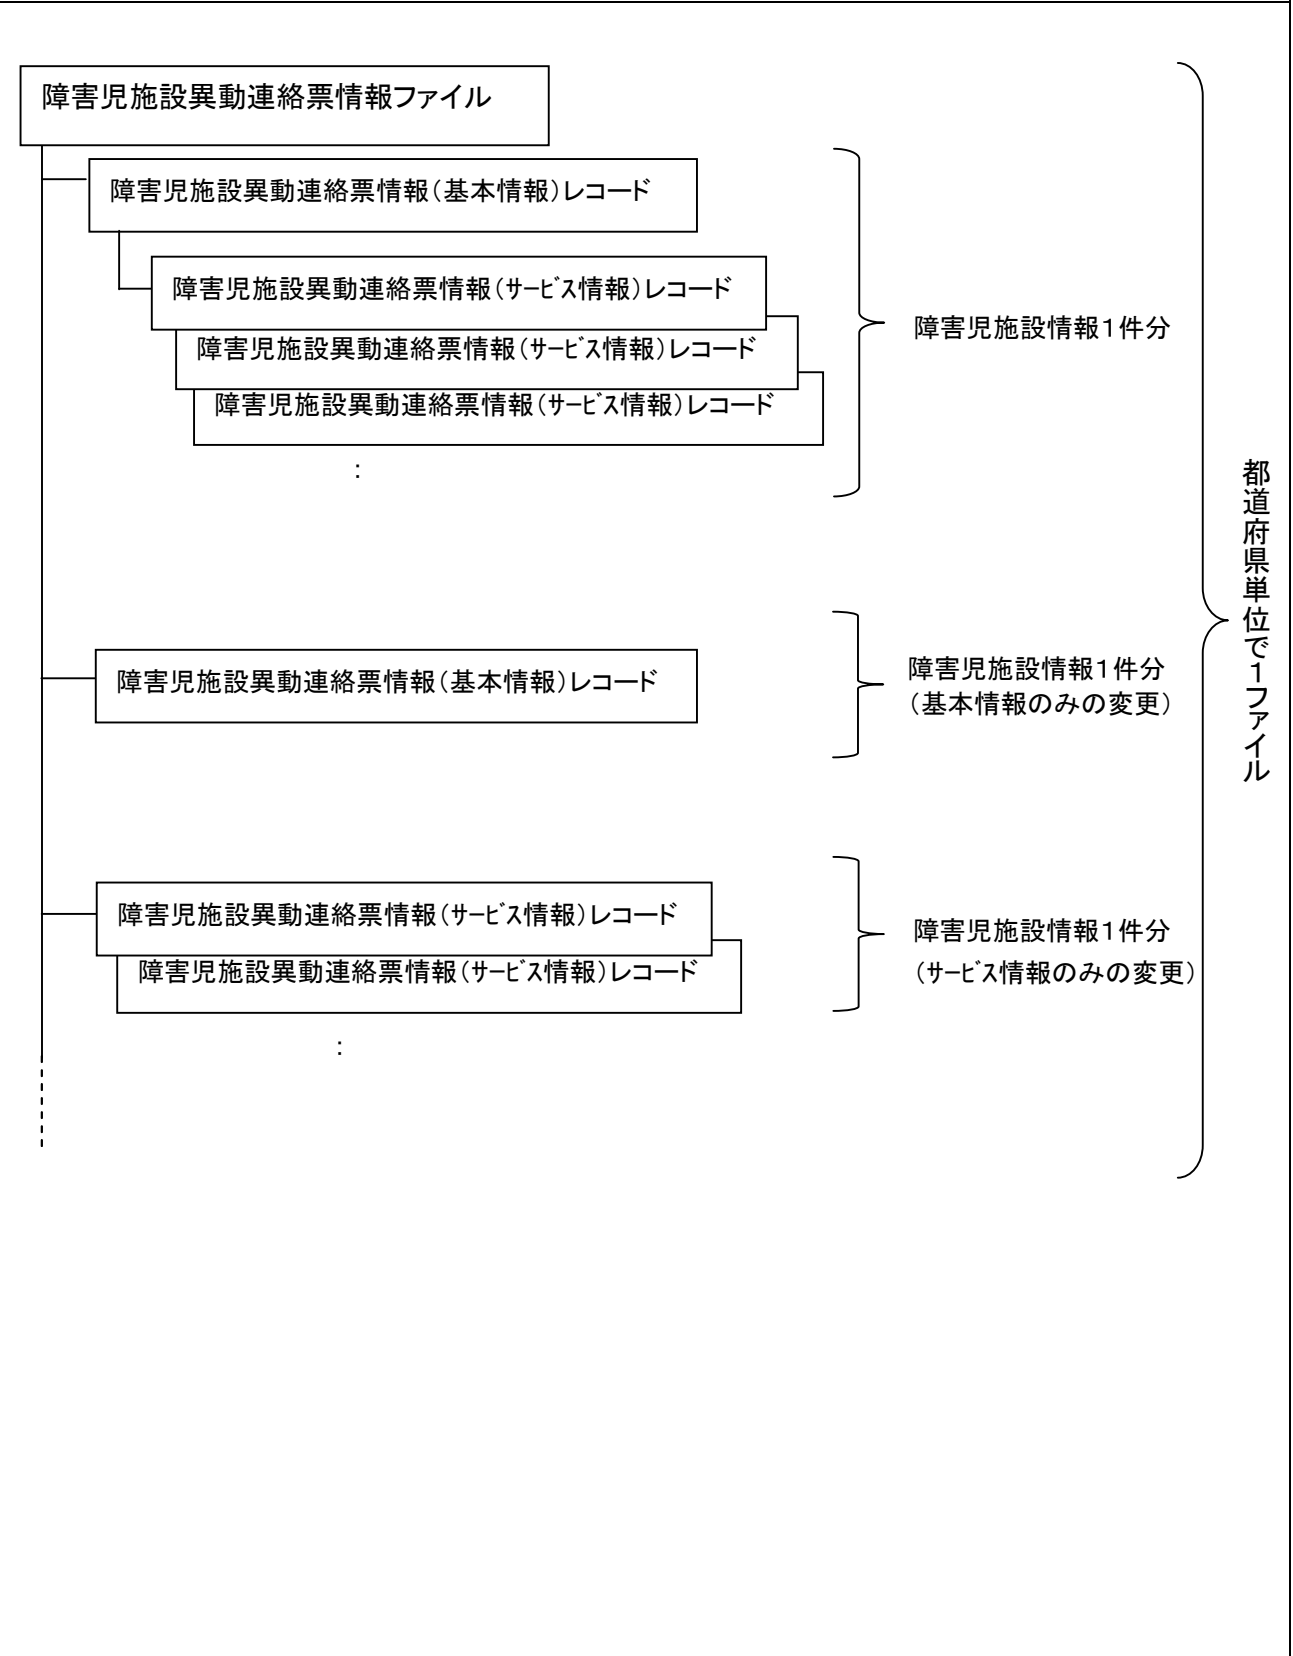 障害児施設異動連絡票情報ファイル
障害児施設異動連絡票情報（基本情報）レコード
障害児施設異動連絡票情報（ｻｰﾋﾞｽ情報）レコード
障害児施設異動連絡票情報（ｻｰﾋﾞｽ情報）レコード
障害児施設異動連絡票情報（ｻｰﾋﾞｽ情報）レコード
：
障害児施設情報１件分
障害児施設異動連絡票情報（基本情報）レコード
障害児施設情報１件分
（基本情報のみの変更）
障害児施設異動連絡票情報（ｻｰﾋﾞｽ情報）レコード
障害児施設異動連絡票情報（ｻｰﾋﾞｽ情報）レコード
：
障害児施設情報１件分
（ｻｰﾋﾞｽ情報のみの変更）
都道府県単位で１ファイル